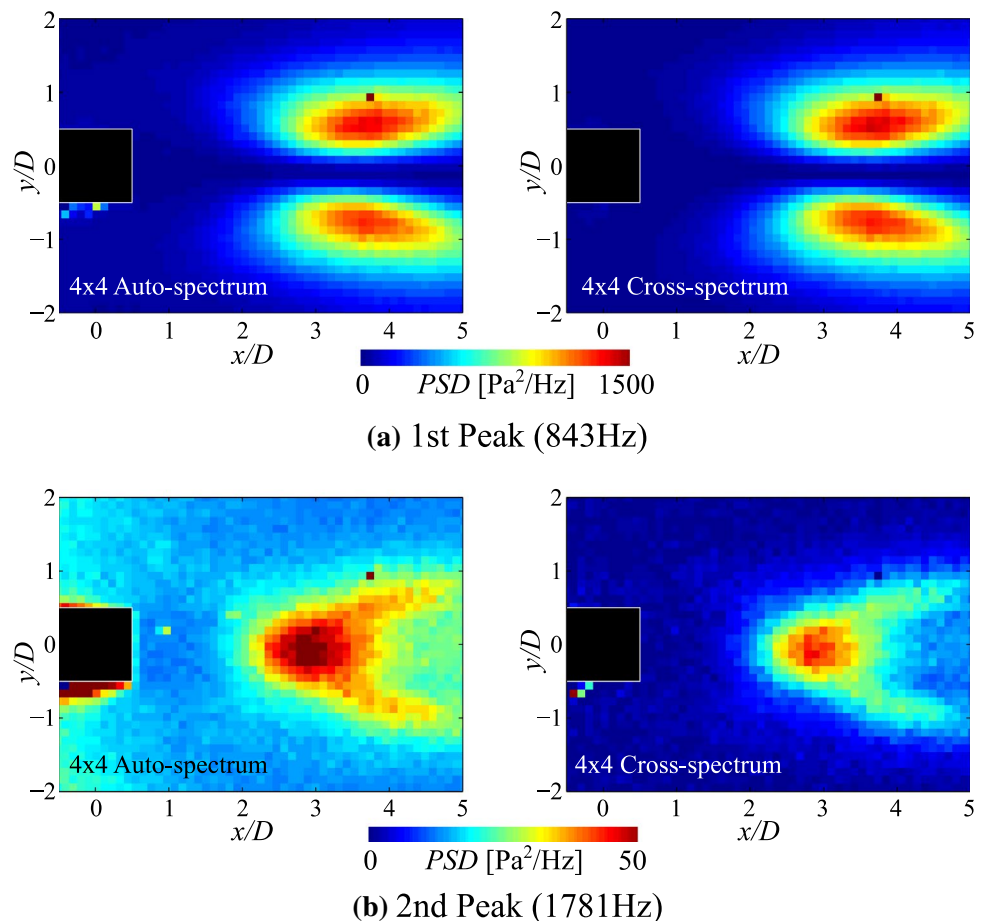 2
1
0
−1
−2
y/D
4x4 Auto-spectrum
0 1 2 3 4 5
x/D
y/D
2
1
0
−1
−2
4x4 Cross-spectrum
0 1 2 3 4 5
x/D
0 PSD [Pa²/Hz] 1500
(a) 1st Peak (843Hz)
2
1
0
−1
−2
y/D
4x4 Auto-spectrum
0 1 2 3 4 5
x/D
y/D
2
1
0
−1
−2
4x4 Cross-spectrum
0 1 2 3 4 5
x/D
0 PSD [Pa²/Hz] 50
(b) 2nd Peak (1781Hz)